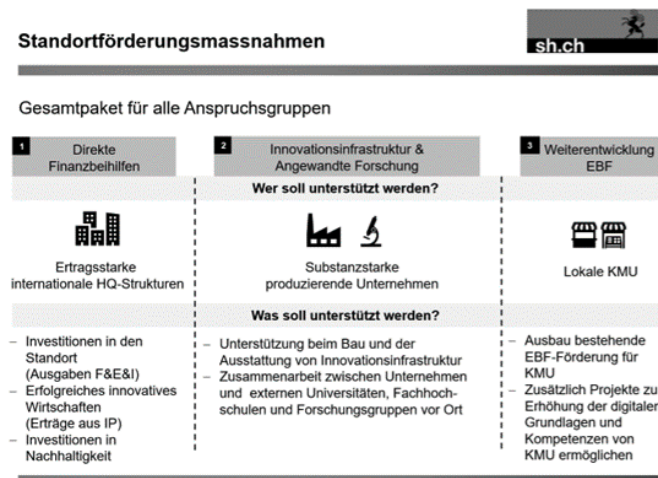 Standortförderungsmassnahmen
sh.ch
Gesamtpaket für alle Anspruchsgruppen
1 Direkte
Finanzbeihilfen
2 Innovationsinfrastruktur &
Angewandte Forschung
3 Weiterentwicklung
EBF
Wer soll unterstützt werden?
Ertragsstarke
internationale HQ-Strukturen
Substanzstarke
produzierende Unternehmen
Lokale KMU
Was soll unterstützt werden?
– Investitionen in den
Standort
(Ausgaben F&E&I)
– Erfolgreiches innovatives
Wirtschaften
(Erträge aus IP)
– Investitionen in
Nachhaltigkeit
– Unterstützung beim Bau und der
Ausstattung von Innovationsinfrastruktur
– Zusammenarbeit zwischen Unternehmen
und externen Universitäten, Fachhoch-
schulen und Forschungsgruppen vor Ort
– Ausbau bestehende
EBF-Förderung für
KMU
– Zusätzlich Projekte zu
Erhöhung der digitalen
Grundlagen und
Kompetenzen von
KMU ermöglichen